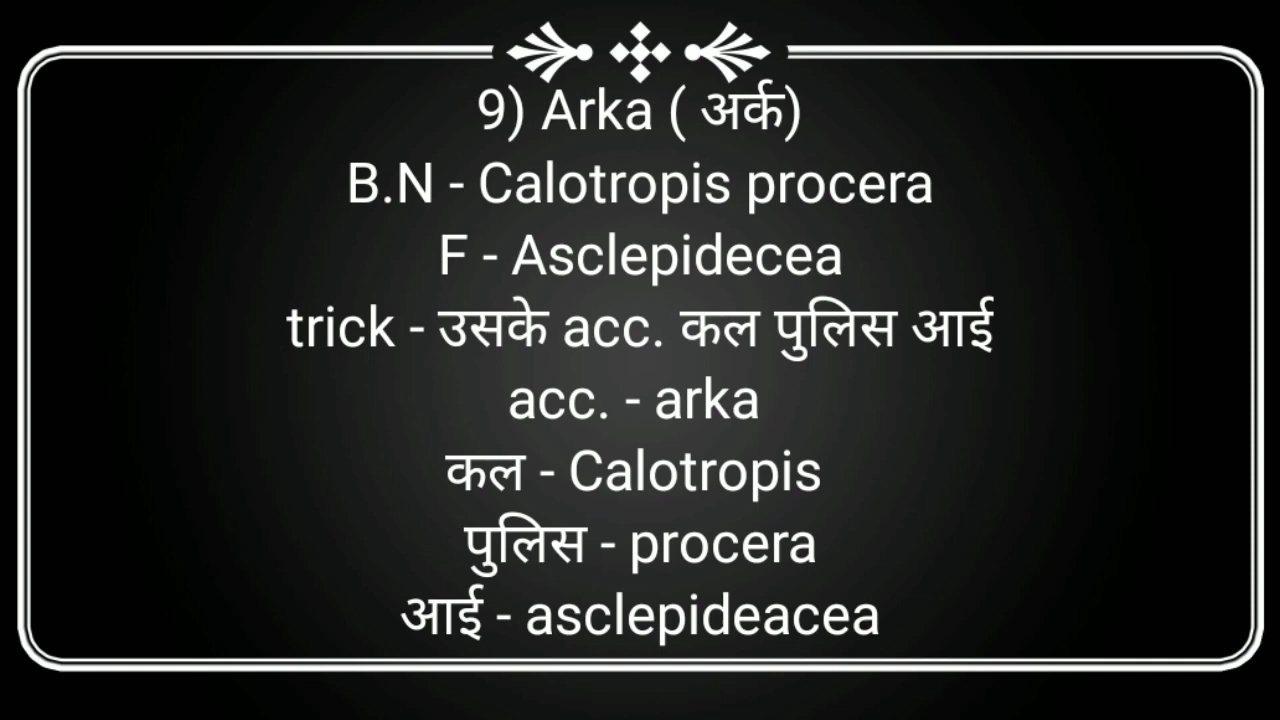 9) Arka ( अर्क)
B.N - Calotropis procera
F - Asclepidecea
trick - उसके acc. कल पुलिस आई
acc. - arka
कल - Calotropis
पुलिस - procera
आई - asclepideacea